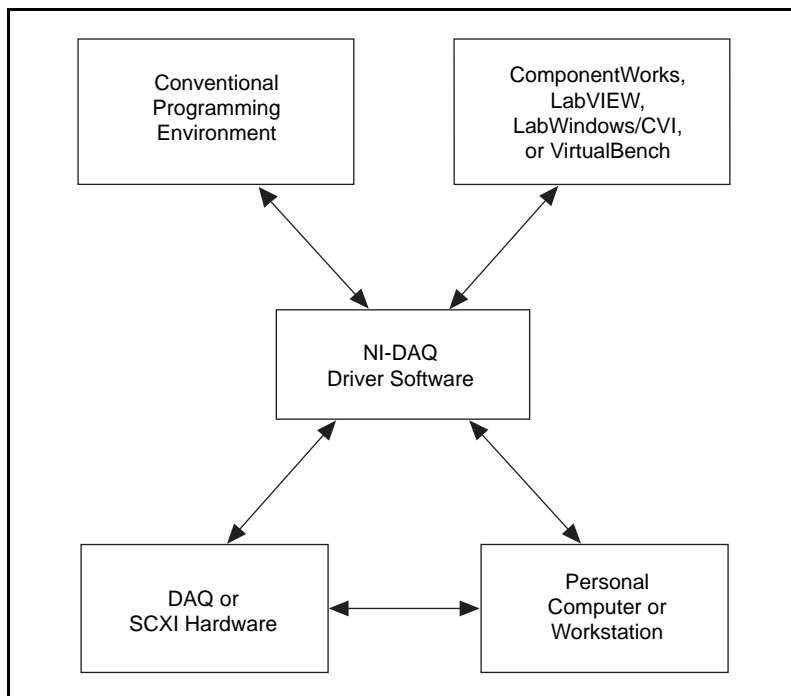 Conventional
Programming
Environment
ComponentWorks,
LabVIEW,
LabWindows/CVI,
or VirtualBench
NI-DAQ
Driver Software
DAQ or
SCXI Hardware
Personal
Computer or
Workstation